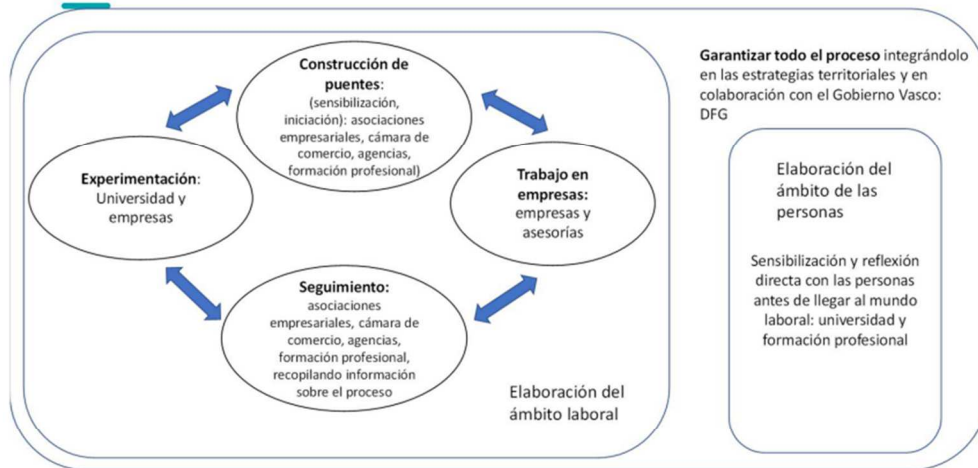 Construcción de
puentes:
(sensibilización,
iniciación): asociaciones
empresariales, cámara de
comercio, agencias,
formación profesional)
Experimentación:
Universidad y
empresas
Trabajo en
empresas:
empresas y
asesorías
Seguimiento:
asociaciones
empresariales, cámara de
comercio, agencias,
formación profesional,
recopilando información
sobre el proceso
Elaboración del
ámbito laboral
Garantizar todo el proceso integrándolo
en las estrategias territoriales y en
colaboración con el Gobierno Vasco:
DFG
Elaboración del
ámbito de las
personas
Sensibilización y reflexión
directa con las personas
antes de llegar al mundo
laboral: universidad y
formación profesional